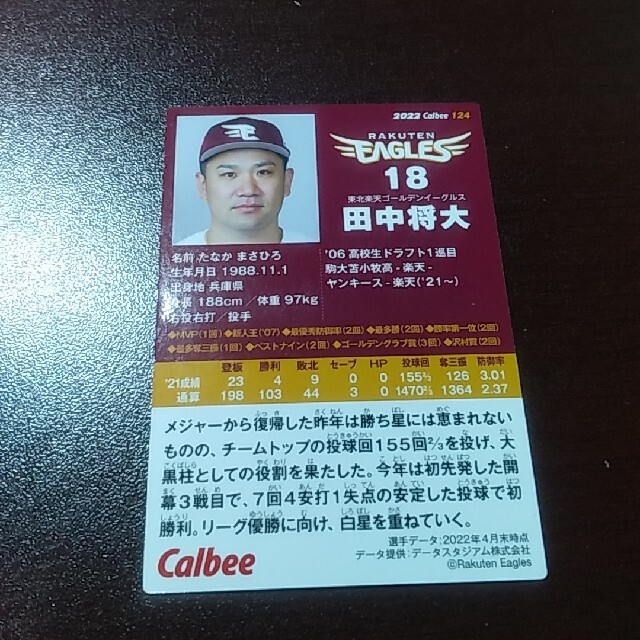 2022 Calbee 124
RAKUTEN
EAGLES
18
東北楽天ゴールデンイーグルス
田中将大
名前 たなか まさひろ
生年月日 1988.11.1
出身地 兵庫県
身長 188cm/体重 97kg
右投右打/投手
'06 高校生ドラフト1巡目
駒大苫小牧高-楽天-
ヤンキース-楽天('21~)
◆MVP(1回)◆新人王('07)◆最優秀防御率(2回)◆最多勝(2回)◆勝率第一位(2回)
◆最多奪三振(1回)◆ベストナイン(2回)◆ゴールデングラブ賞(3回)◆沢村賞(2回)
登板 勝利 敗北 セーブ HP 投球回 奪三振 防御率
'21成績 23 4 9 0 0 155⅔ 126 3.01
通算 198 103 44 3 0 1470⅔ 1364 2.37
メジャーから復帰した昨年は勝ち星には恵まれない
ものの、チームトップの投球回155回⅔を投げ、大
黒柱としての役割を果たした。今年は初先発した開
幕3戦目で、7回4安打1失点の安定した投球で初
勝利。リーグ優勝に向け、白星を重ねていく。
選手データ:2022年4月末時点
データ提供:データスタジアム株式会社
©Rakuten Eagles
Calbee